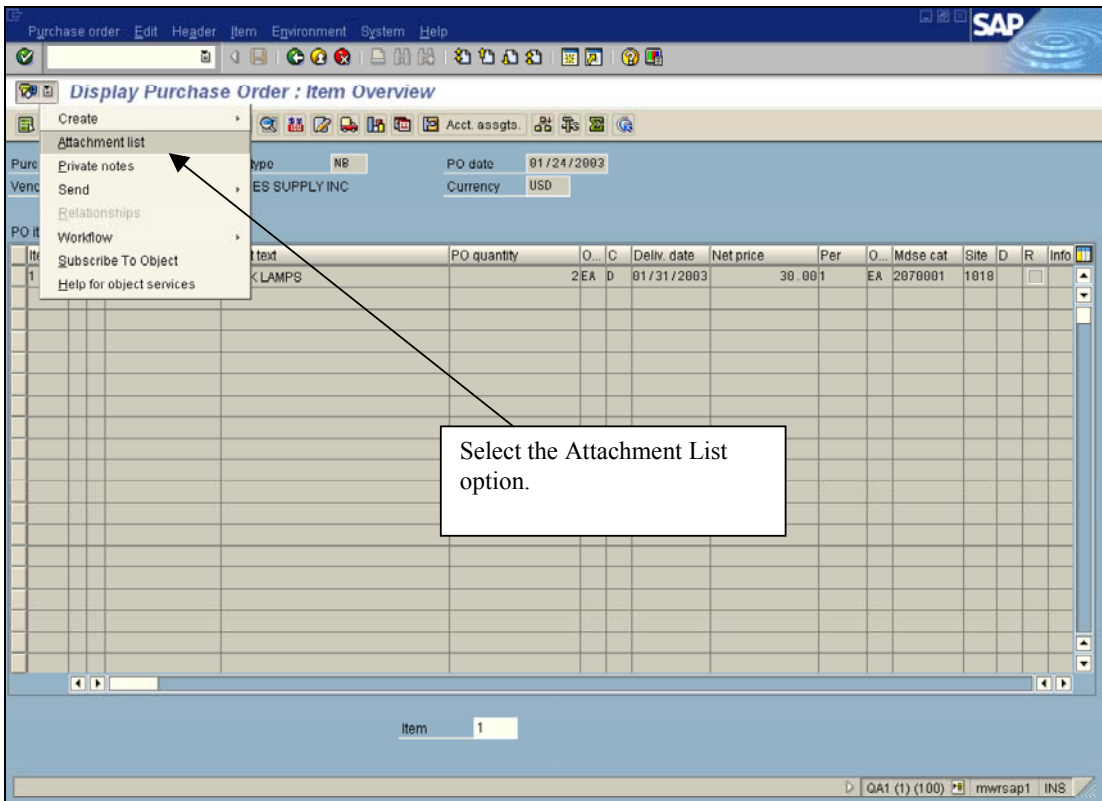 Purchase order Edit Header Item Environment System Help
SAP
Display Purchase Order : Item Overview
Create
Attachment list
Private notes
Send
Relationships
Workflow
Subscribe To Object
Help for object services
Acct. assgts.
Purc type NB PO date 01/24/2003
Venc ES SUPPLY INC Currency USD
PO it
Ite t text PO quantity O... C Deliv. date Net price Per O... Mdse cat Site D R Info
1 K LAMPS 2 EA D 01/31/2003 30.00 1 EA 2070001 1018
Select the Attachment List
option.
Item 1
QA1 (1) (100) mwrsap1 INS